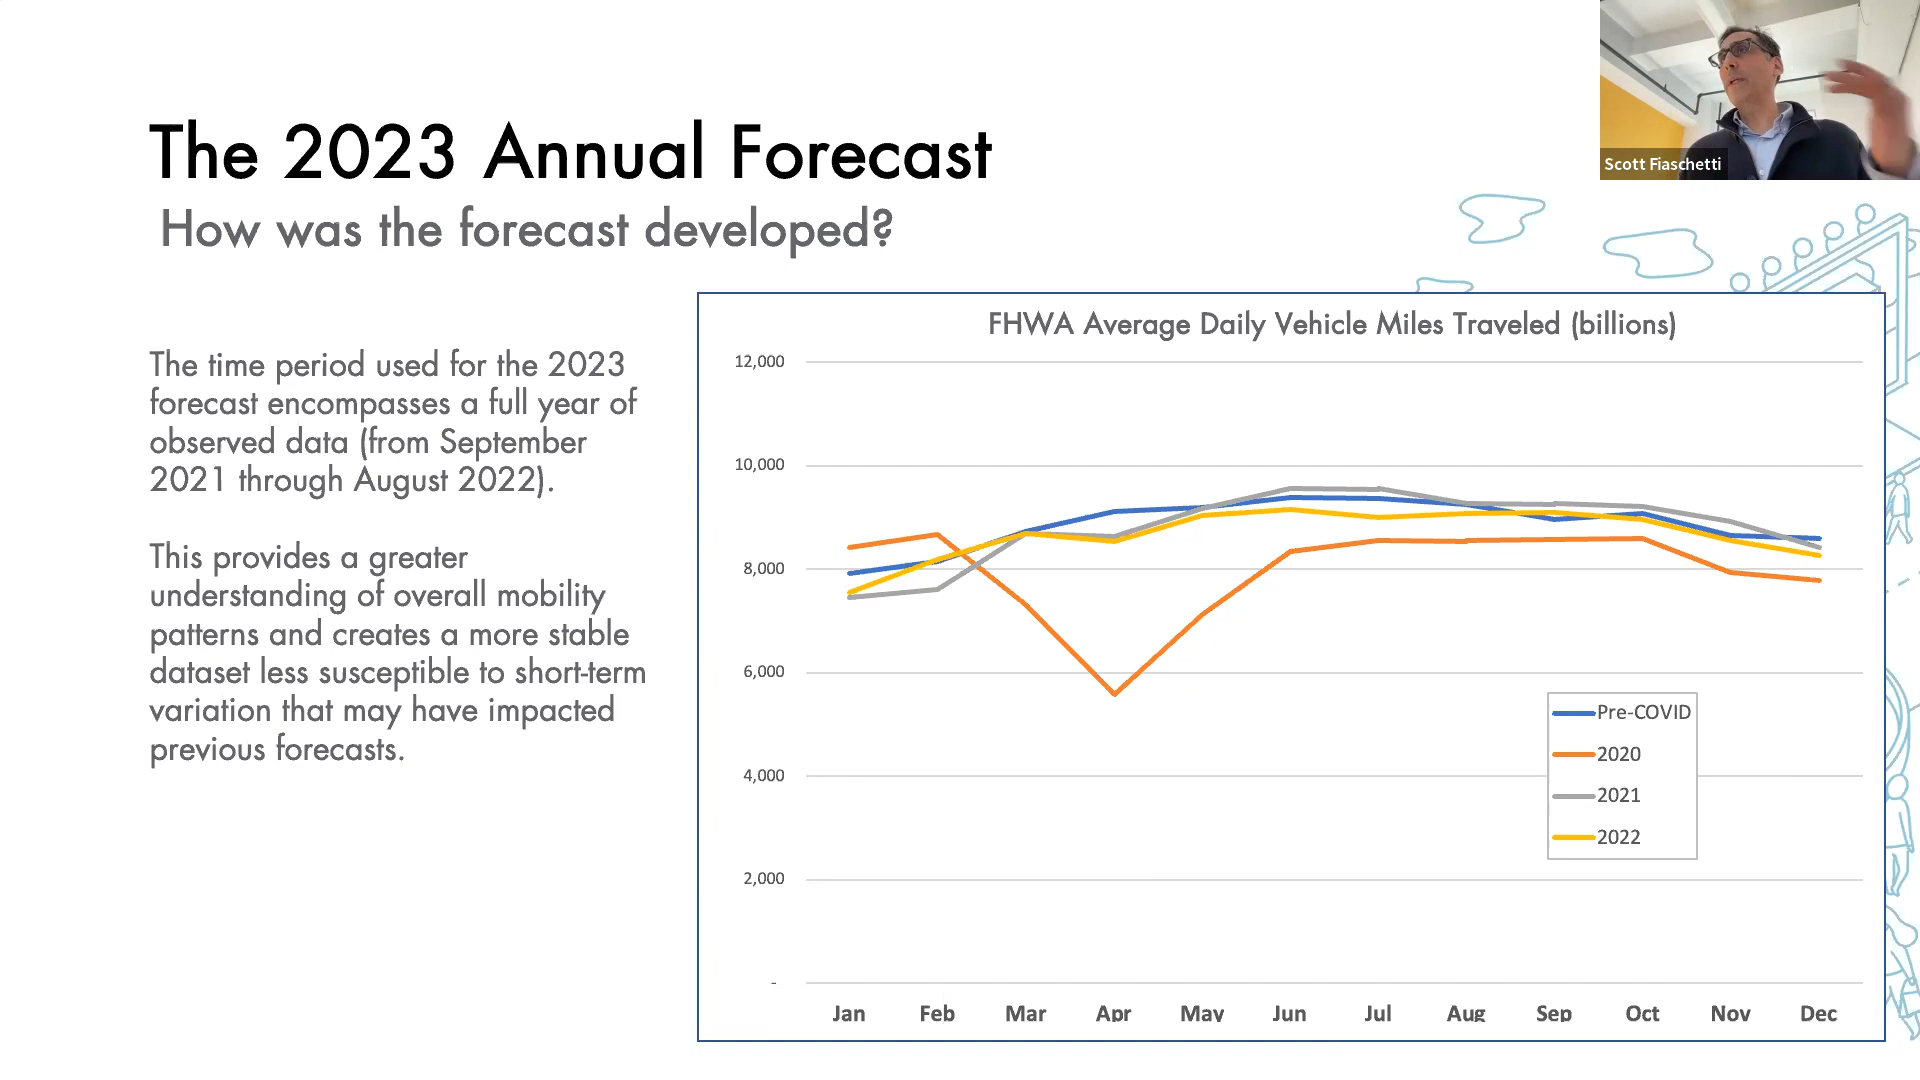 Scott Fiaschetti
The 2023 Annual Forecast
How was the forecast developed?
The time period used for the 2023
forecast encompasses a full year of
observed data (from September
2021 through August 2022).
This provides a greater
understanding of overall mobility
patterns and creates a more stable
dataset less susceptible to short-term
variation that may have impacted
previous forecasts.
FHWA Average Daily Vehicle Miles Traveled (billions)
12,000
10,000
8,000
6,000
4,000
2,000
-
Pre-COVID
2020
2021
2022
Jan Feb Mar Apr May Jun Jul Aug Sep Oct Nov Dec